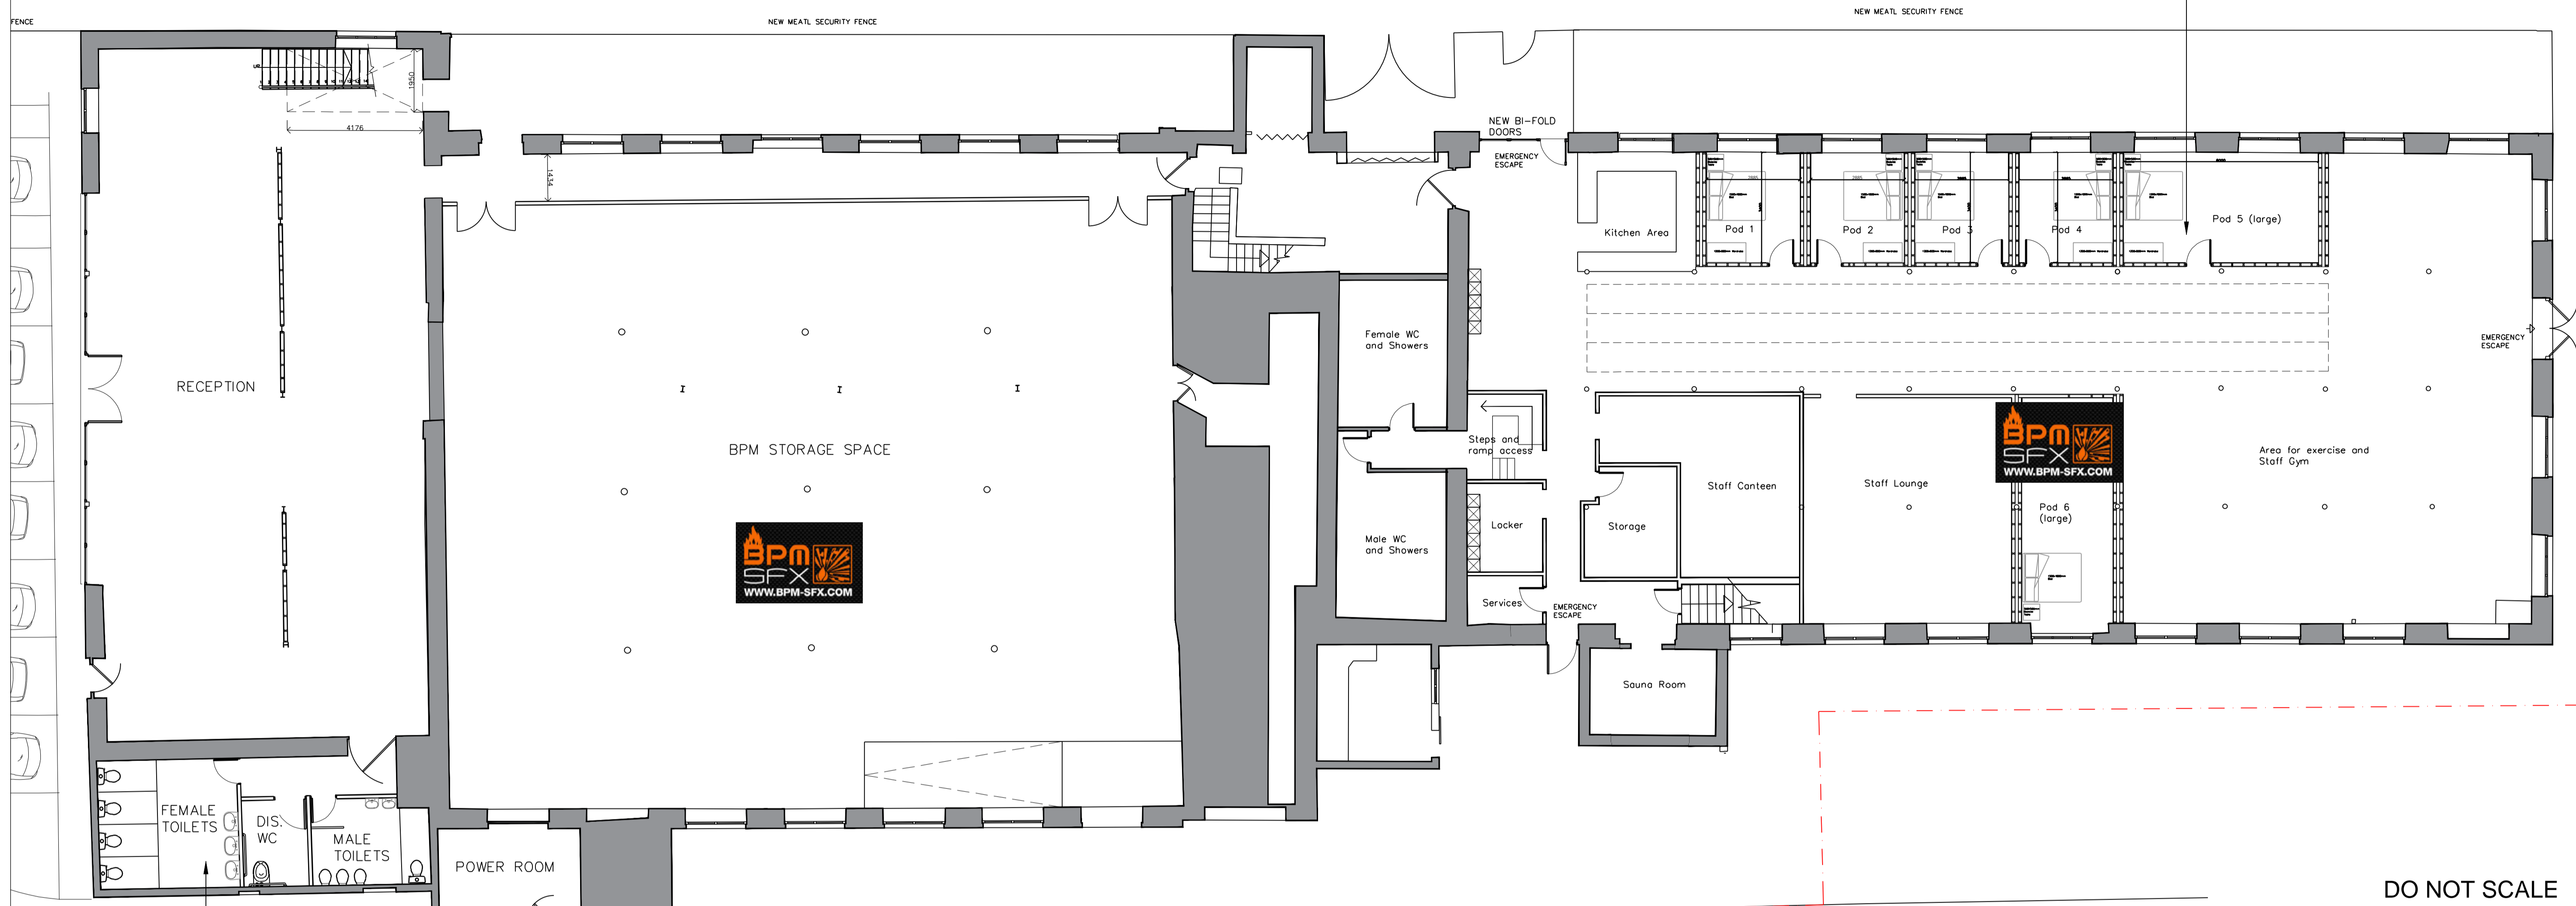 FENCE
NEW MEATL SECURITY FENCE
NEW MEATL SECURITY FENCE
UP
1950
4176
1434
NEW BI-FOLD
DOORS
EMERGENCY
ESCAPE
Kitchen Area
Pod 1
Pod 2
Pod 3
Pod 4
Pod 5 (large)
EMERGENCY
ESCAPE
RECEPTION
BPM STORAGE SPACE
BPM
SFX
WWW.BPM-SFX.COM
Female WC
and Showers
Male WC
and Showers
Steps and
ramp access
Locker
Services
EMERGENCY
ESCAPE
Storage
Staff Canteen
Staff Lounge
BPM
SFX
WWW.BPM-SFX.COM
Pod 6
(large)
Area for exercise and
Staff Gym
Sauna Room
FEMALE
TOILETS
DIS.
WC
MALE
TOILETS
POWER ROOM
DO NOT SCALE